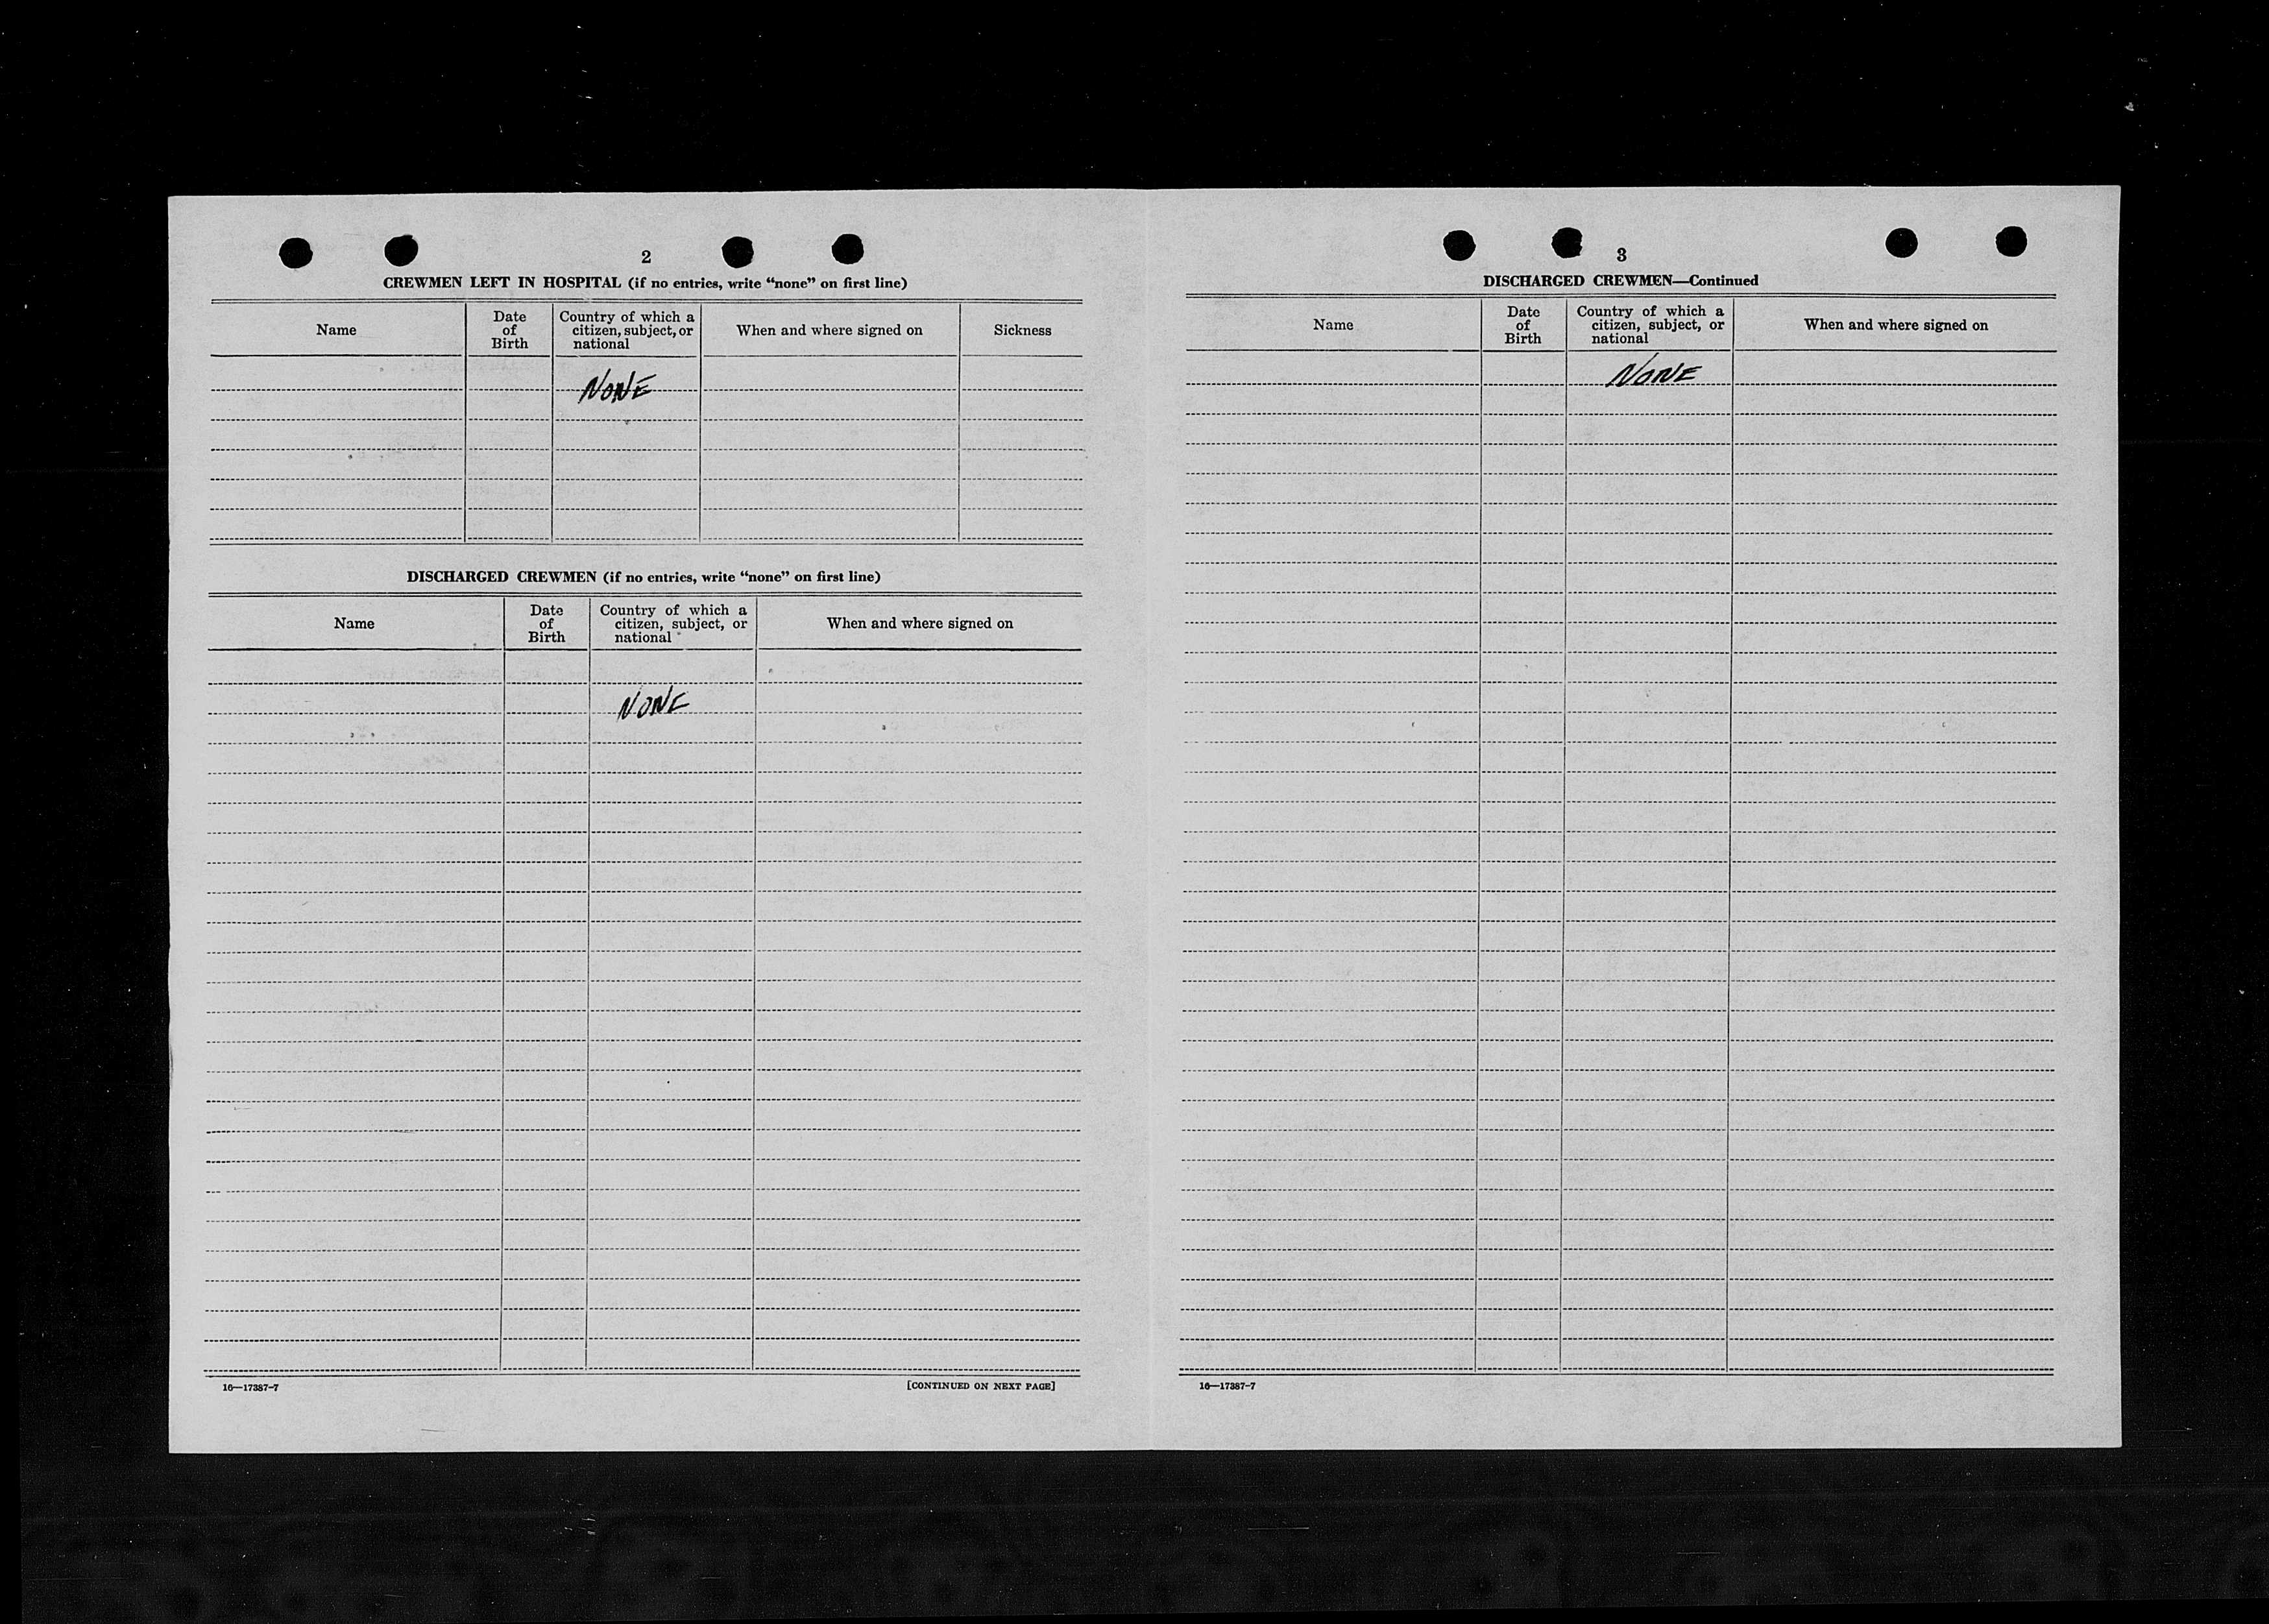 2
CREWMEN LEFT IN HOSPITAL (if no entries, write “none” on first line)
Name
Date
of
Birth
Country of which a
citizen, subject, or
national
When and where signed on
Sickness
NONE
DISCHARGED CREWMEN (if no entries, write “none” on first line)
Name
Date
of
Birth
Country of which a
citizen, subject, or
national
When and where signed on
NONE
16—17387-7
[CONTINUED ON NEXT PAGE]
3
DISCHARGED CREWMEN—Continued
Name
Date
of
Birth
Country of which a
citizen, subject, or
national
When and where signed on
NONE
16—17387-7